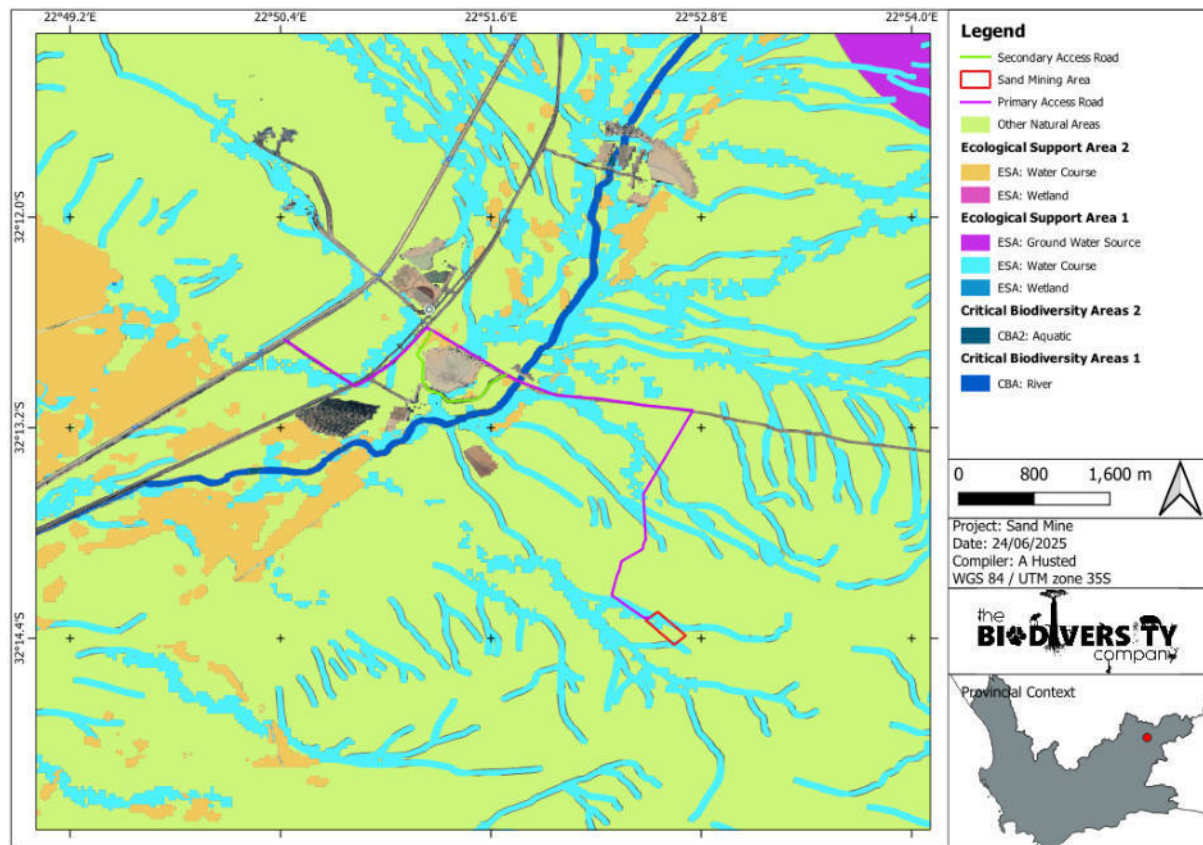 22°49.2'E
22°50.4'E
22°51.6'E
22°52.8'E
22°54.0'E
32°12.0'S
32°13.2'S
32°14.4'S
Legend
Secondary Access Road
Sand Mining Area
Primary Access Road
Other Natural Areas
Ecological Support Area 2
ESA: Water Course
ESA: Wetland
Ecological Support Area 1
ESA: Ground Water Source
ESA: Water Course
ESA: Wetland
Critical Biodiversity Areas 2
CBA2: Aquatic
Critical Biodiversity Areas 1
CBA: River
0 800 1,600 m
Project: Sand Mine
Date: 24/06/2025
Compiler: A Husted
WGS 84 / UTM zone 35S
the
BIODIVERSITY
company
Provincial Context